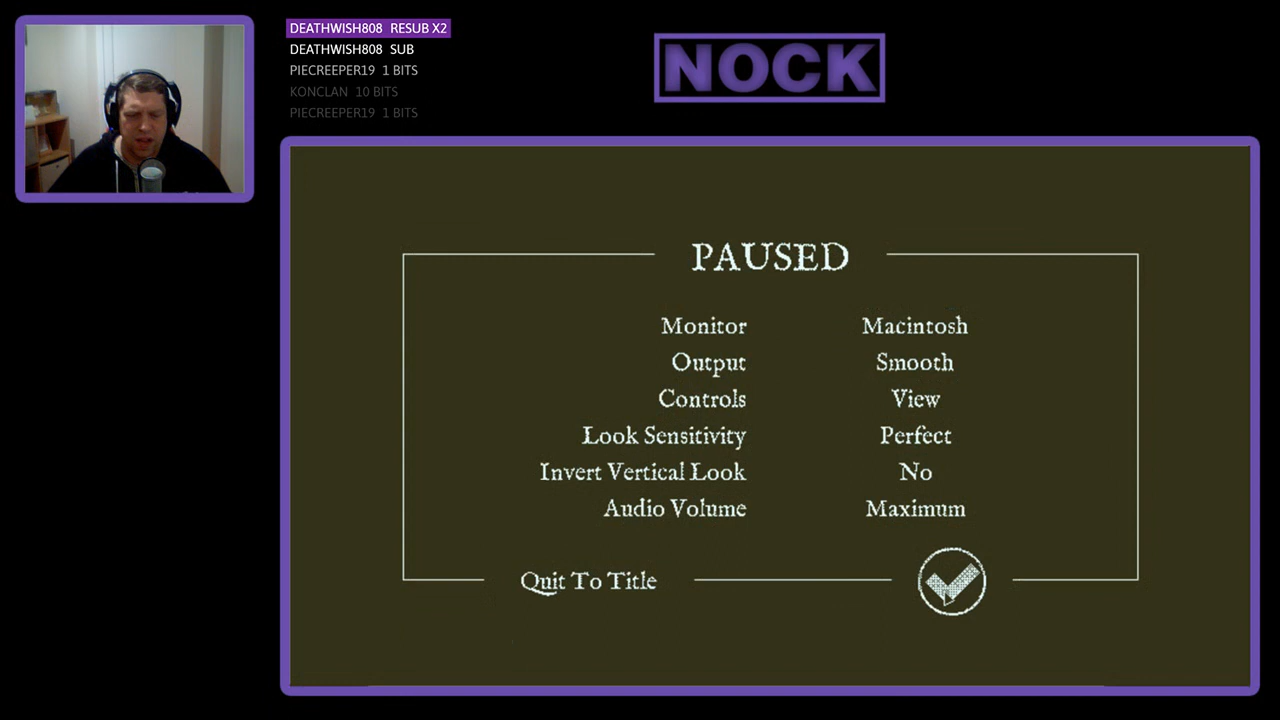 DEATHWISH808 RESUB X2
DEATHWISH808 SUB
PIECREEPER19 1 BITS
KONCLAN 10 BITS
PIECREEPER19 1 BITS
NOCK
PAUSED
Monitor Macintosh
Output Smooth
Controls View
Look Sensitivity Perfect
Invert Vertical Look No
Audio Volume Maximum
Quit To Title